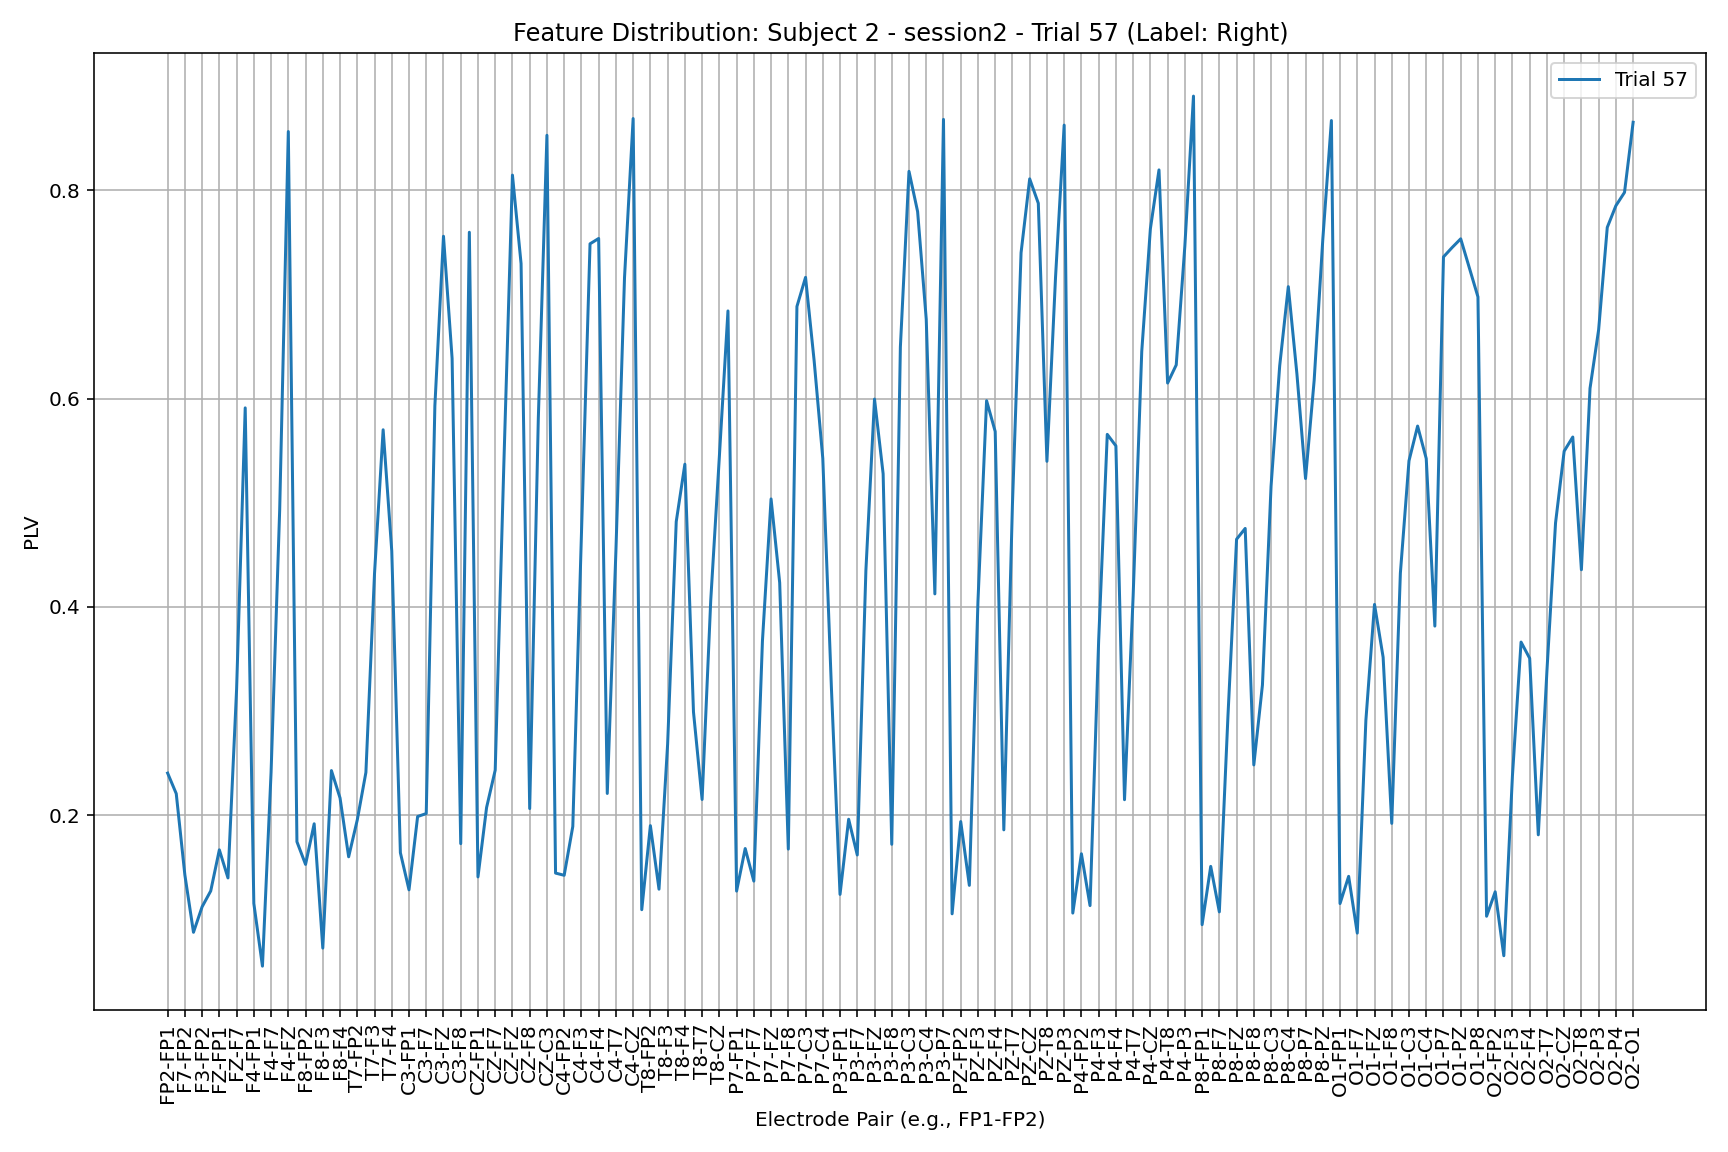 Feature Distribution: Subject 2 - session2 - Trial 57 (Label: Right)
Trial 57
PLV
0.8
0.6
0.4
0.2
FP2-FP1
F7-FP2
F3-FP2
FZ-FP1
FZ-F7
F4-FP1
F4-F7
F4-FZ
F8-FP2
F8-F3
F8-F4
T7-FP2
T7-F3
T7-F4
C3-FP1
C3-F7
C3-FZ
C3-F8
CZ-FP1
CZ-F7
CZ-FZ
CZ-F8
CZ-C3
C4-FP2
C4-F3
C4-F4
C4-T7
C4-CZ
T8-FP2
T8-F3
T8-F4
T8-T7
T8-CZ
P7-FP1
P7-F7
P7-FZ
P7-F8
P7-C3
P7-C4
P3-FP1
P3-F7
P3-FZ
P3-F8
P3-C3
P3-C4
P3-P7
PZ-FP2
PZ-F3
PZ-F4
PZ-T7
PZ-CZ
PZ-T8
PZ-P3
P4-FP2
P4-F3
P4-F4
P4-T7
P4-CZ
P4-T8
P4-P3
P8-FP1
P8-F7
P8-FZ
P8-F8
P8-C3
P8-C4
P8-P7
P8-PZ
O1-FP1
O1-F7
O1-FZ
O1-F8
O1-C3
O1-C4
O1-P7
O1-PZ
O1-P8
O2-FP2
O2-F3
O2-F4
O2-T7
O2-CZ
O2-T8
O2-P3
O2-P4
O2-O1
Electrode Pair (e.g., FP1-FP2)